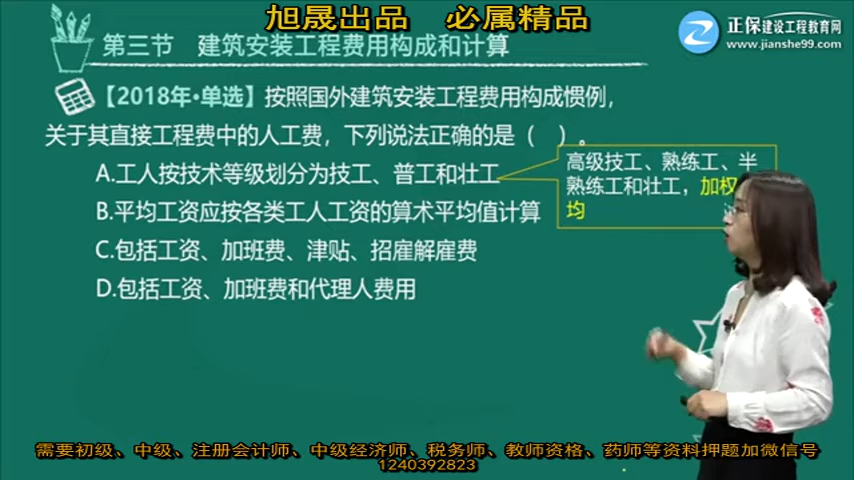 旭晟出品 必属精品
正保建设工程教育网
www.jianshe99.com
第三节 建筑安装工程费用构成和计算
【2018年·单选】按照国外建筑安装工程费用构成惯例，
关于其直接工程费中的人工费，下列说法正确的是（ ）。
A.工人按技术等级划分为技工、普工和壮工
B.平均工资应按各类工人工资的算术平均值计算
C.包括工资、加班费、津贴、招雇解雇费
D.包括工资、加班费和代理人费用
高级技工、熟练工、半
熟练工和壮工，加权
均
需要初级、中级、注册会计师、中级经济师、税务师、教师资格、药师等资料押题加微信号
1240392823